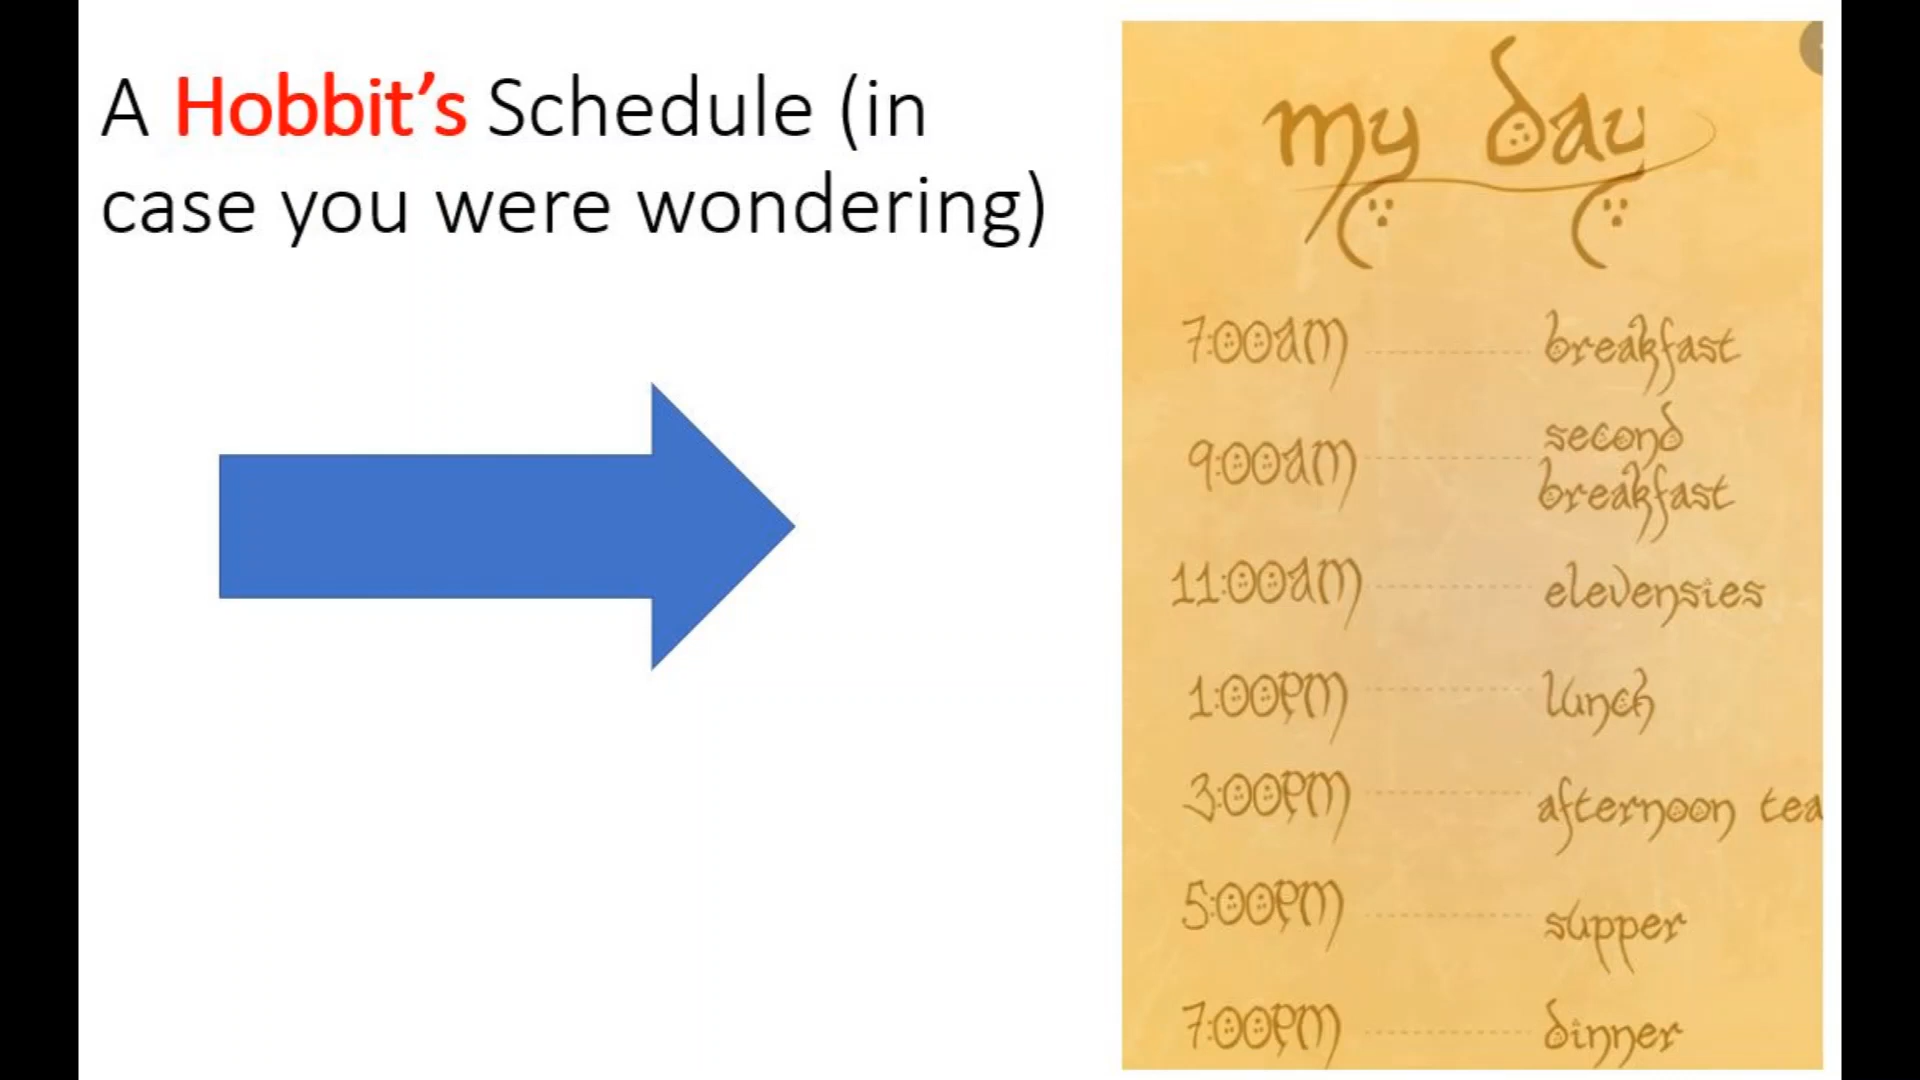 A Hobbit’s Schedule (in
case you were wondering)
my day
7:00am breakfast
9:00am second
breakfast
11:00am elevensies
1:00PM lunch
3:00PM afternoon tea
5:00PM supper
7:00PM dinner